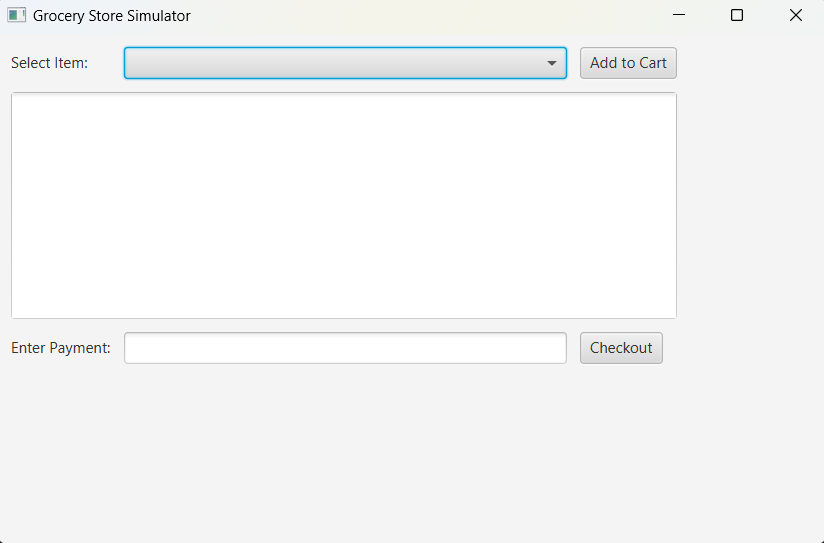 Grocery Store Simulator
Select Item: Add to Cart
Enter Payment: Checkout